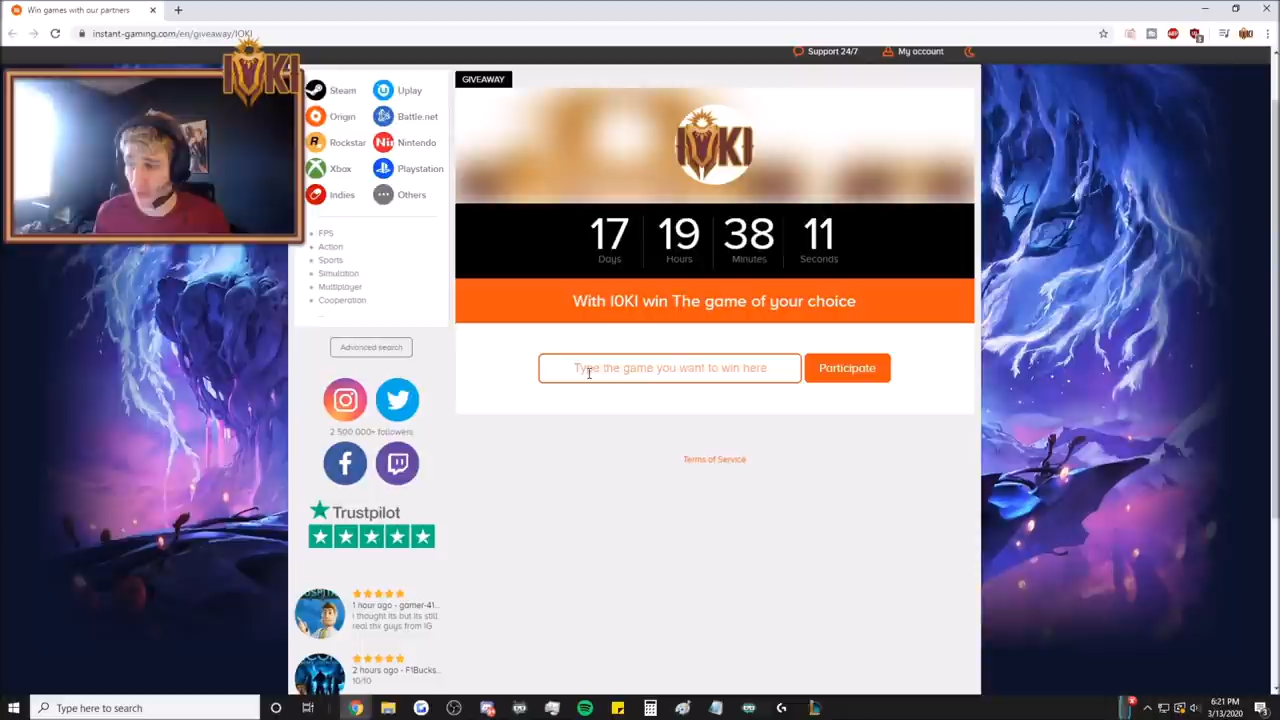 Win games with our partners
instant-gaming.com/en/giveaway/I0KI
Support 24/7
My account
I0KI
Steam
Uplay
Origin
Battle.net
Rockstar
Nintendo
Xbox
Playstation
Indies
Others
FPS
Action
Sports
Simulation
Multiplayer
Cooperation
...
Advanced search
2 500 000+ followers
Trustpilot
1 hour ago - gamer-41...
i thought its but its still
real thx guys from IG
2 hours ago - F1Bucks...
10/10
GIVEAWAY
I0KI
17 19 38 11
Days Hours Minutes Seconds
With I0KI win The game of your choice
Type the game you want to win here
Participate
Terms of Service
Type here to search
6:21 PM
3/13/2020